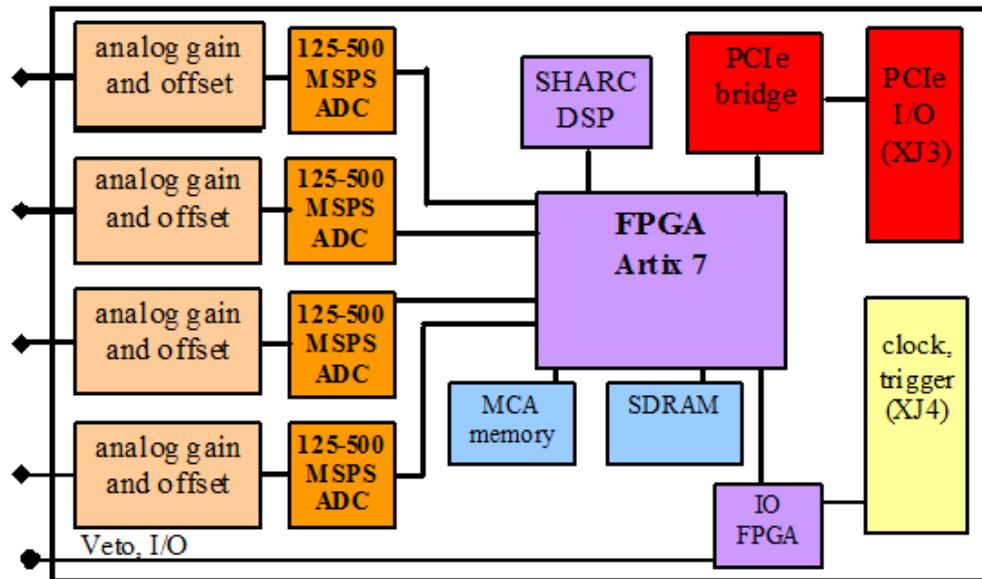 analog gain
and offset
125-500
MSPS
ADC
analog gain
and offset
125-500
MSPS
ADC
analog gain
and offset
125-500
MSPS
ADC
analog gain
and offset
125-500
MSPS
ADC
Veto, I/O
SHARC
DSP
PCIe
bridge
PCIe
I/O
(XJ3)
FPGA
Artix 7
MCA
memory
SDRAM
clock,
trigger
(XJ4)
IO
FPGA